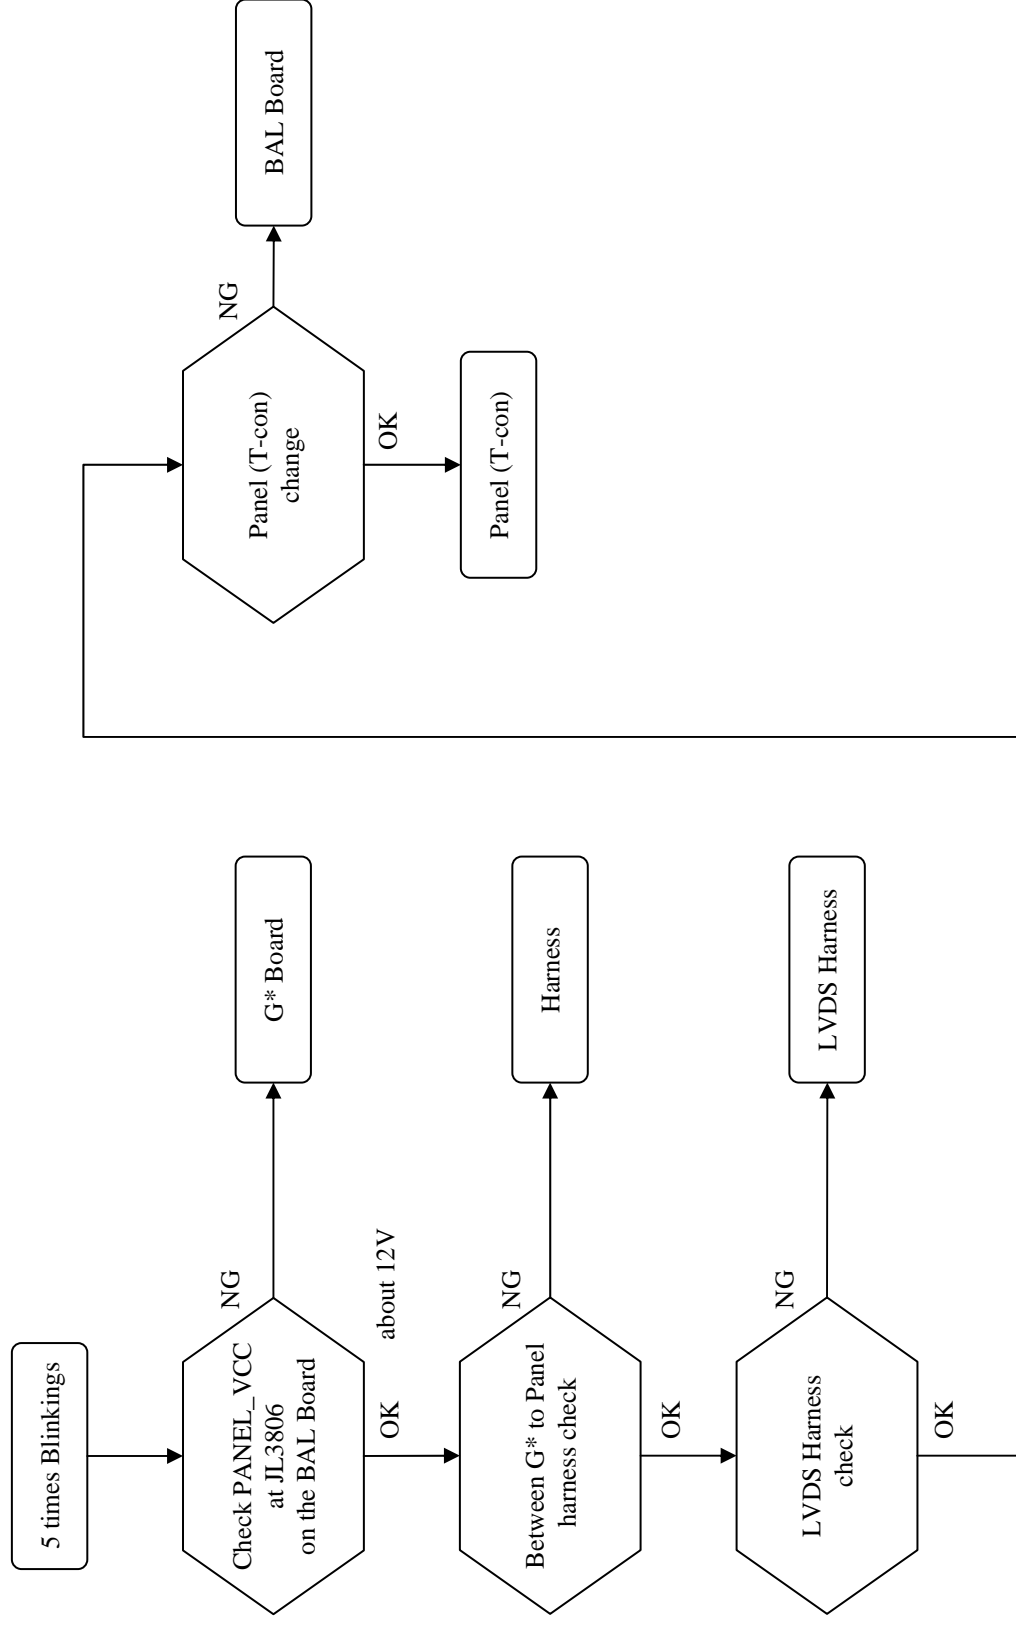 5 times Blinkings
Check PANEL_VCC
at JL3806
on the BAL Board
NG
G* Board
OK
about 12V
Between G* to Panel
harness check
NG
Harness
OK
LVDS Harness
check
NG
LVDS Harness
OK
Panel (T-con)
change
NG
BAL Board
OK
Panel (T-con)